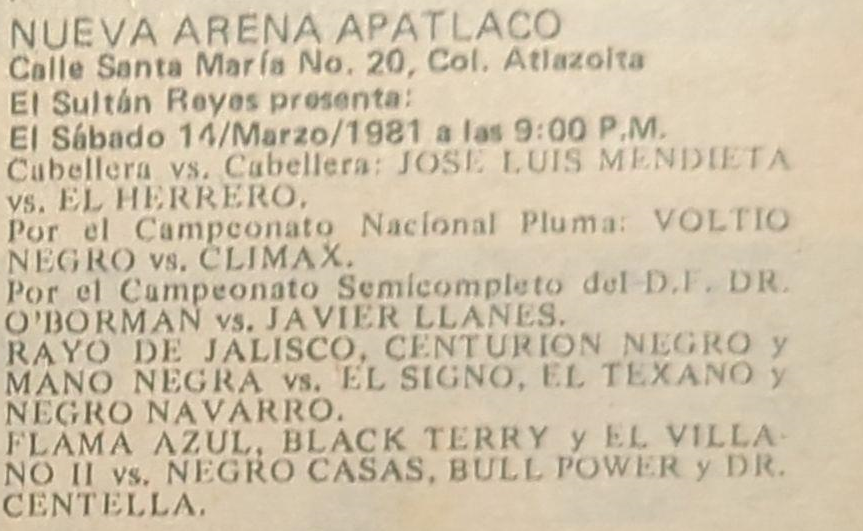 NUEVA ARENA APATLACO
Calle Santa María No. 20, Col. Atlazolta
El Sultán Reyes presenta:
El Sábado 14/Marzo/1981 a las 9:00 P.M.
Cabellera vs. Cabellera: JOSE LUIS MENDIETA
vs. EL HERRERO.
Por el Campeonato Nacional Pluma: VOLTIO
NEGRO vs. CLIMAX.
Por el Campeonato Semicompleto del D.F. DR.
O'BORMAN vs. JAVIER LLANES.
RAYO DE JALISCO, CENTURION NEGRO y
MANO NEGRA vs. EL SIGNO, EL TEXANO y
NEGRO NAVARRO.
FLAMA AZUL, BLACK TERRY y EL VILLA-
NO II vs. NEGRO CASAS, BULL POWER y DR.
CENTELLA.